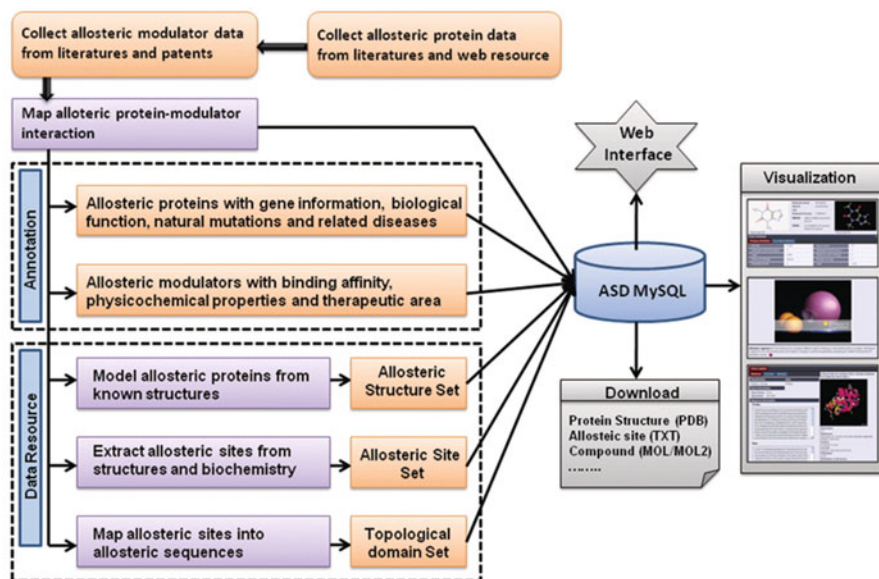 Collect allosteric modulator data
from literatures and patents
Collect allosteric protein data
from literatures and web resource
Map alloteric protein-modulator
interaction
Annotation
Allosteric proteins with gene information, biological
function, natural mutations and related diseases
Allosteric modulators with binding affinity,
physicochemical properties and therapeutic area
Data Resource
Model allosteric proteins from
known structures
Allosteric
Structure Set
Extract allosteric sites from
structures and biochemistry
Allosteric Site
Set
Map allosteric sites into
allosteric sequences
Topological
domain Set
Web
Interface
ASD MySQL
Download
Protein Structure (PDB)
Allosteic site (TXT)
Compound (MOL/MOL2)
........
Visualization